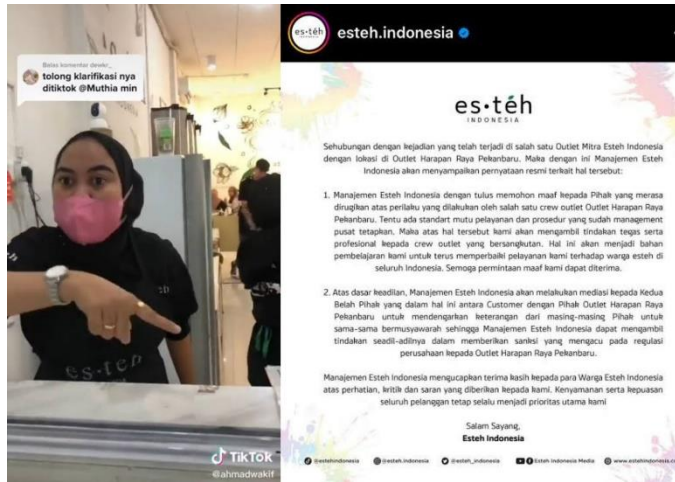 Balas komentar dewkr_
tolong klarifikasi nya
ditiktok @Muthia min
es·teh
TikTok
@ahmadwakif
es·téh
esteh.indonesia
es·téh
INDONESIA
Sehubungan dengan kejadian yang telah terjadi di salah satu Outlet Mitra Esteh Indonesia
dengan lokasi di Outlet Harapan Raya Pekanbaru. Maka dengan ini Manajemen Esteh
Indonesia akan menyampaikan pernyataan resmi terkait hal tersebut:
1. Manajemen Esteh Indonesia dengan tulus memohon maaf kepada Pihak yang merasa
dirugikan atas perilaku yang dilakukan oleh salah satu crew outlet Outlet Harapan Raya
Pekanbaru. Tentu ada standart mutu pelayanan dan prosedur yang sudah management
pusat tetapkan. Maka atas hal tersebut kami akan mengambil tindakan tegas serta
profesional kepada crew outlet yang bersangkutan. Hal ini akan menjadi bahan
pembelajaran kami untuk terus memperbaiki pelayanan kami terhadap warga esteh di
seluruh Indonesia. Semoga permintaan maaf kami dapat diterima.
2. Atas dasar keadilan, Manajemen Esteh Indonesia akan melakukan mediasi kepada Kedua
Belah Pihak yang dalam hal ini antara Customer dengan Pihak Outlet Harapan Raya
Pekanbaru untuk mendengarkan keterangan dari masing-masing Pihak untuk
sama-sama bermusyawarah sehingga Manajemen Esteh Indonesia dapat mengambil
tindakan seadil-adilnya dalam memberikan sanksi yang mengacu pada regulasi
perusahaan kepada Outlet Harapan Raya Pekanbaru.
Manajemen Esteh Indonesia mengucapkan terima kasih kepada para Warga Esteh Indonesia
atas perhatian, kritik dan saran yang diberikan kepada kami. Kenyamanan serta kepuasan
seluruh pelanggan tetap selalu menjadi prioritas utama kami
Salam Sayang,
Esteh Indonesia
@estehindonesia @esteh.indonesia @esteh_indonesia Esteh Indonesia Media www.estehindonesia.co